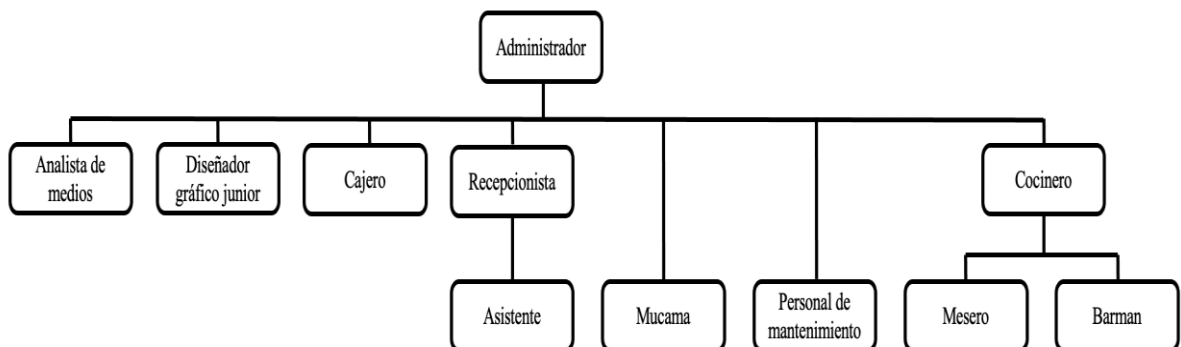 Administrador
Analista de
medios
Diseñador
gráfico junior
Cajero
Recepcionista
Cocinero
Asistente
Mucama
Personal de
mantenimiento
Mesero
Barman